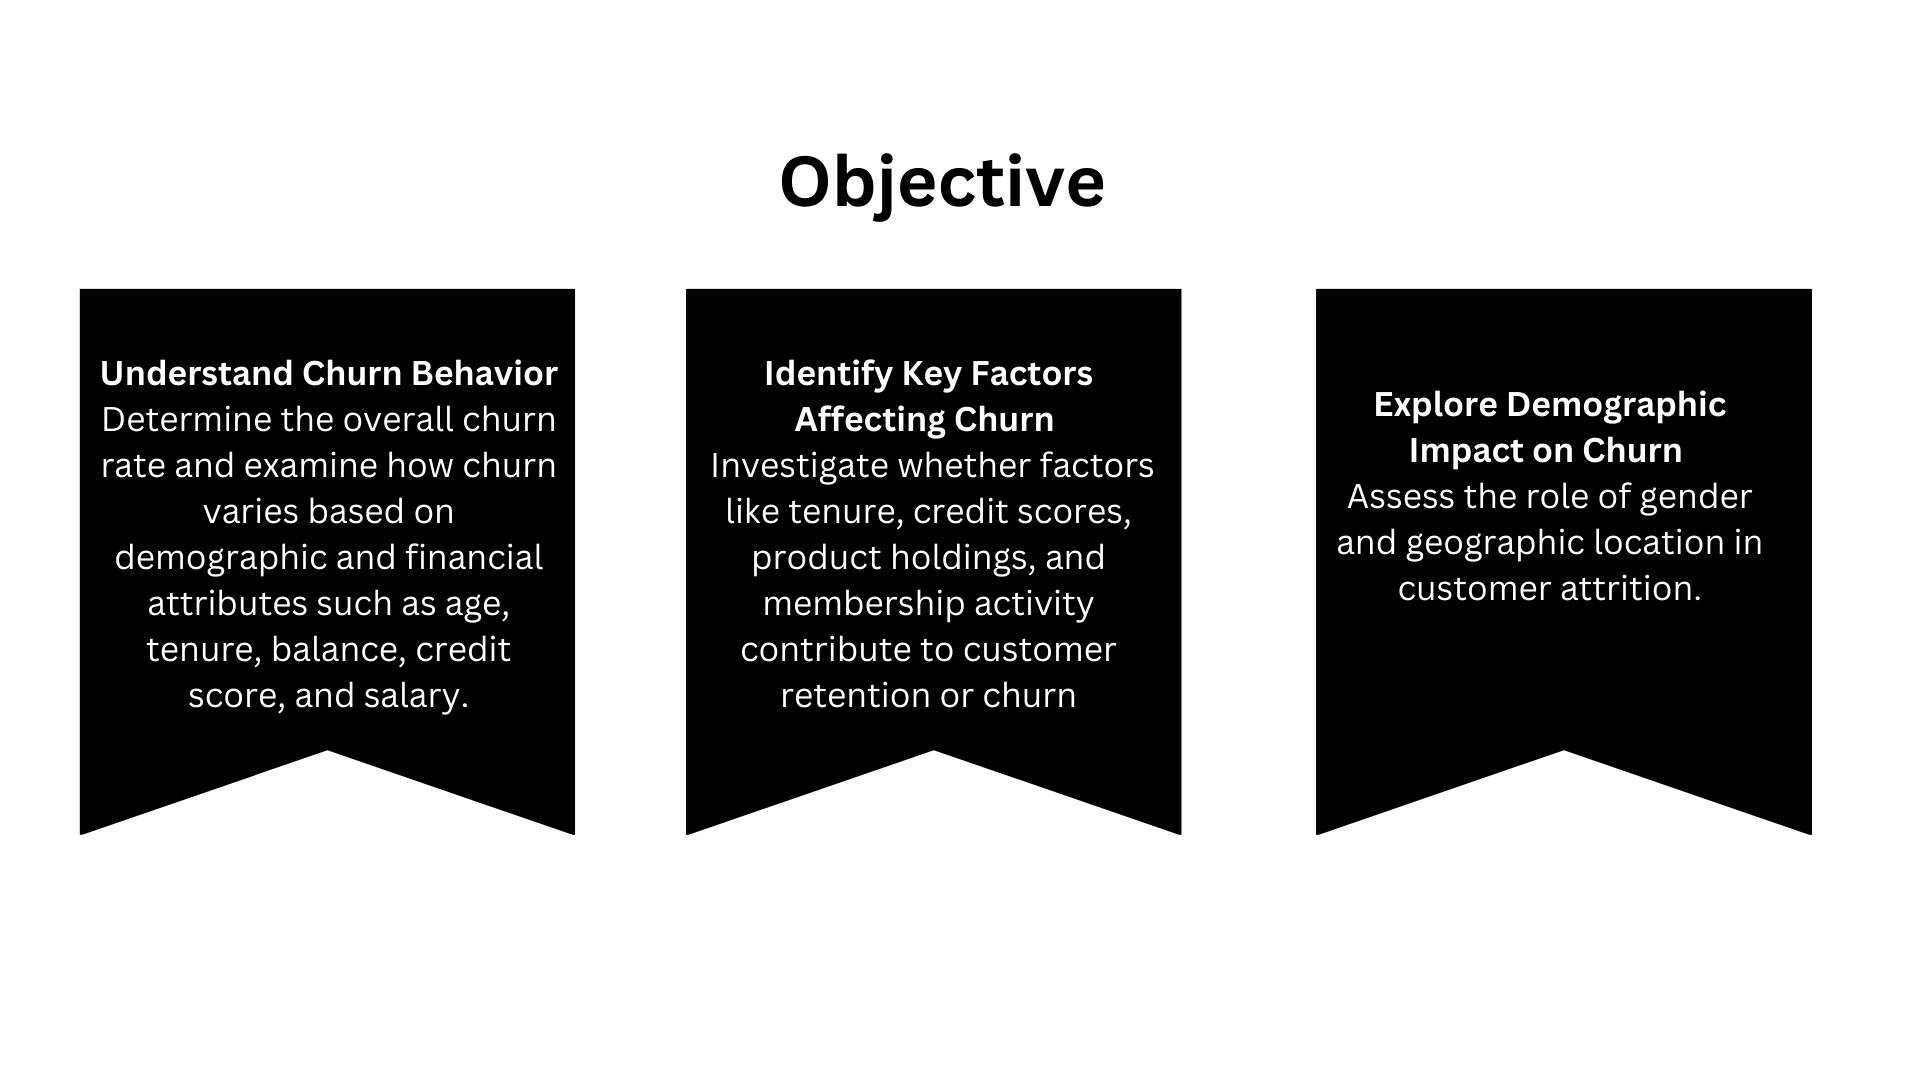 Objective
Understand Churn Behavior
Determine the overall churn
rate and examine how churn
varies based on
demographic and financial
attributes such as age,
tenure, balance, credit
score, and salary.
Identify Key Factors
Affecting Churn
Investigate whether factors
like tenure, credit scores,
product holdings, and
membership activity
contribute to customer
retention or churn
Explore Demographic
Impact on Churn
Assess the role of gender
and geographic location in
customer attrition.